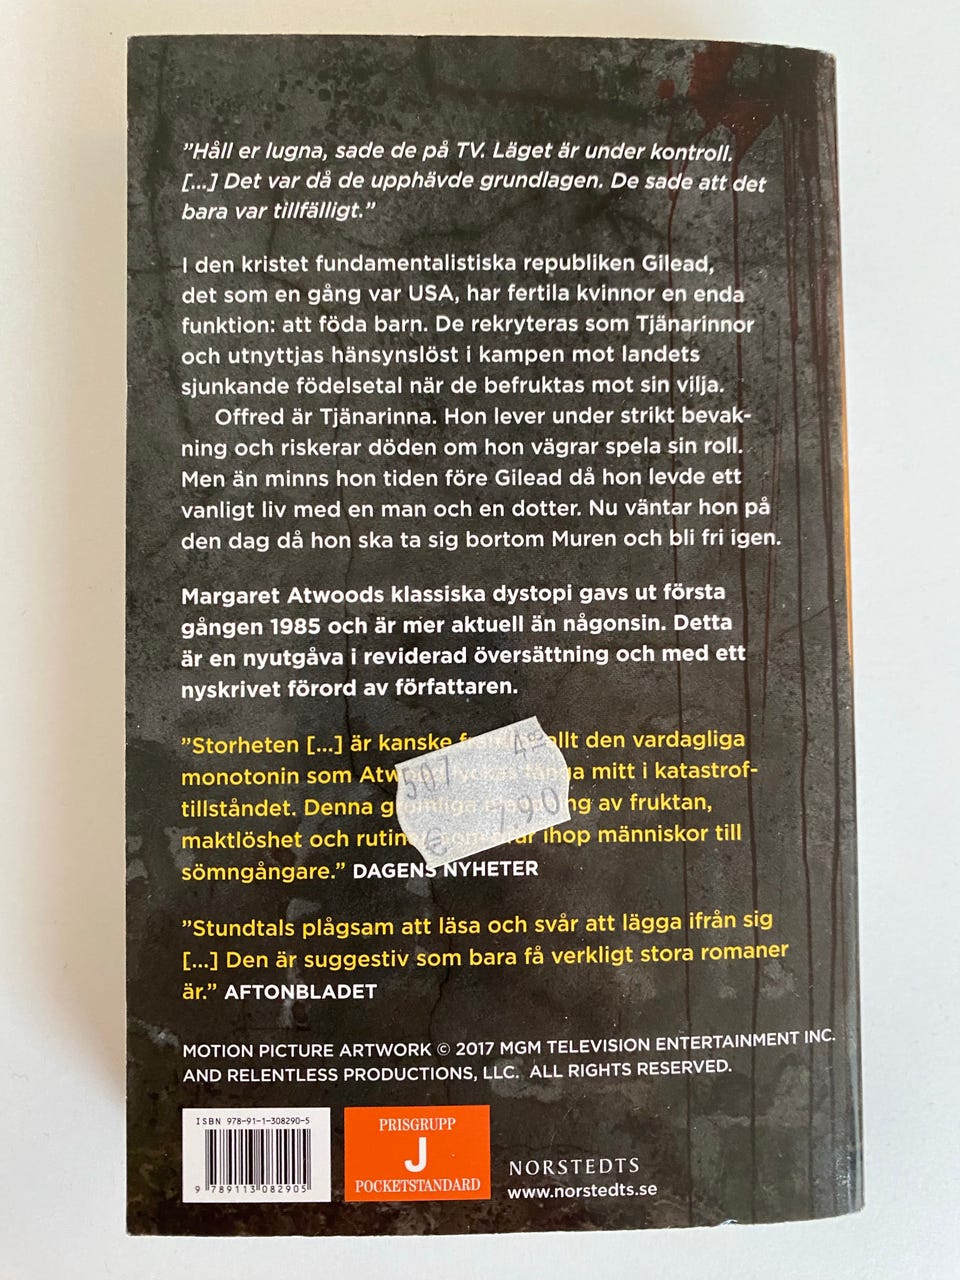 ”Håll er lugna, sade de på TV. Läget är under kontroll.
[...] Det var då de upphävde grundlagen. De sade att det
bara var tillfälligt.”
I den kristet fundamentalistiska republiken Gilead,
det som en gång var USA, har fertila kvinnor en enda
funktion: att föda barn. De rekryteras som Tjänarinnor
och utnyttjas hänsynslöst i kampen mot landets
sjunkande födelsetal när de befruktas mot sin vilja.
Offred är Tjänarinna. Hon lever under strikt bevak-
ning och riskerar döden om hon vägrar spela sin roll.
Men än minns hon tiden före Gilead då hon levde ett
vanligt liv med en man och en dotter. Nu väntar hon på
den dag då hon ska ta sig bortom Muren och bli fri igen.
Margaret Atwoods klassiska dystopi gavs ut första
gången 1985 och är mer aktuell än någonsin. Detta
är en nyutgåva i reviderad översättning och med ett
nyskrivet förord av författaren.
”Storheten [...] är kanske den vardagliga
monotonin som mitt i katastrof-
tillståndet. Denna av fruktan,
maktlöshet och ihop människor till
sömngångare.” DAGENS NYHETER
507
€ 7,90
”Stundtals plågsam att läsa och svår att lägga ifrån sig
[...] Den är suggestiv som bara få verkligt stora romaner
är.” AFTONBLADET
MOTION PICTURE ARTWORK © 2017 MGM TELEVISION ENTERTAINMENT INC.
AND RELENTLESS PRODUCTIONS, LLC. ALL RIGHTS RESERVED.
ISBN 978-91-1-308290-5
9 789113 082905
PRISGRUPP
J
POCKETSTANDARD
NORSTEDTS
www.norstedts.se